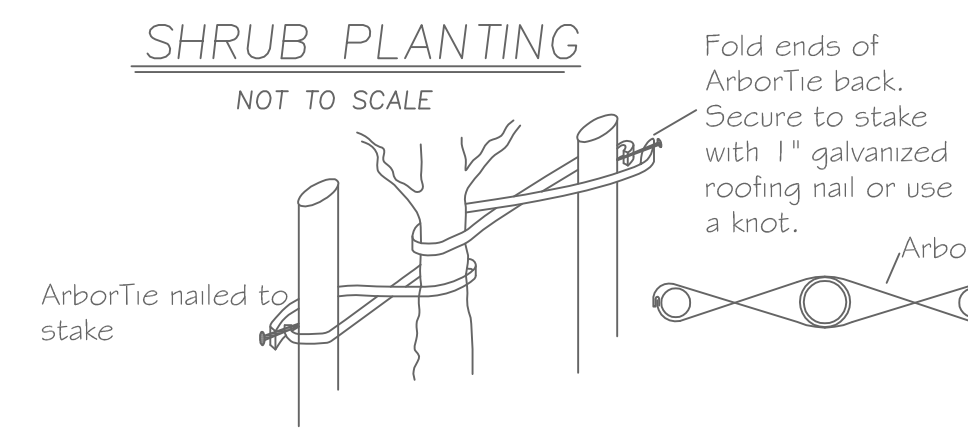 SHRUB PLANTING
NOT TO SCALE
Fold ends of
ArborTie back.
Secure to stake
with 1" galvanized
roofing nail or use
a knot.
Arbo
ArborTie nailed to
stake